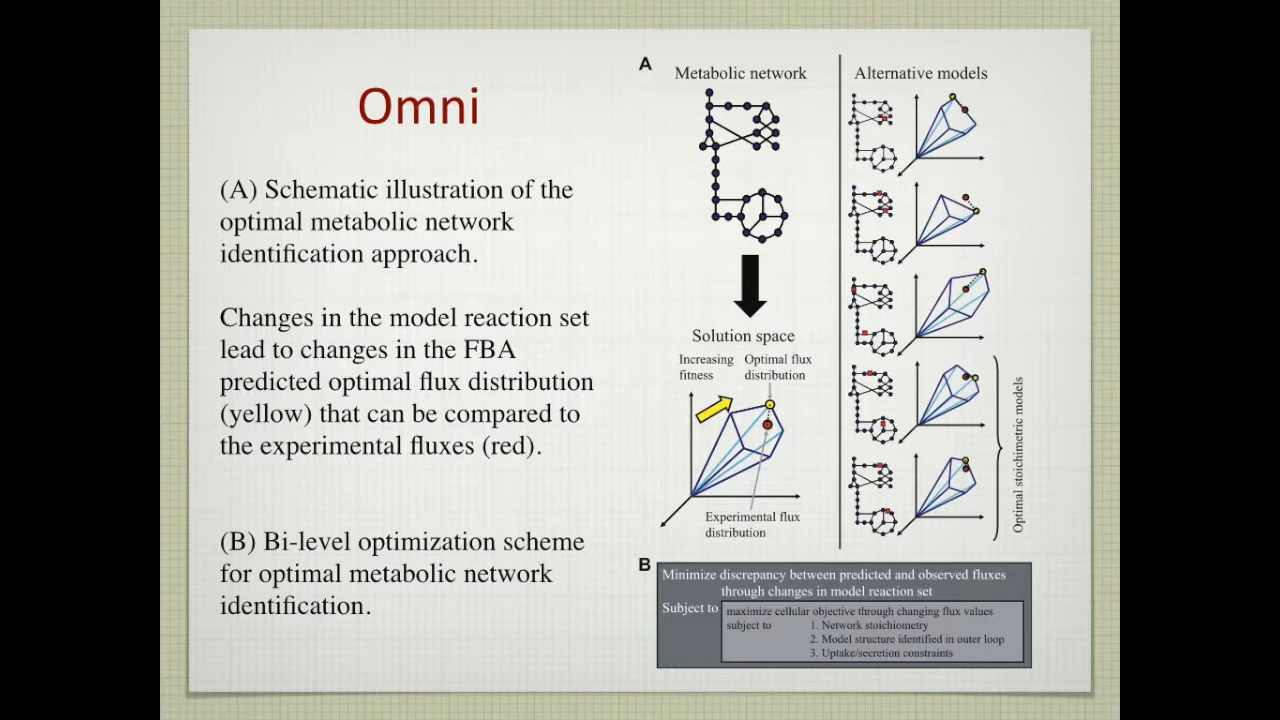 Omni
(A) Schematic illustration of the
optimal metabolic network
identification approach.
Changes in the model reaction set
lead to changes in the FBA
predicted optimal flux distribution
(yellow) that can be compared to
the experimental fluxes (red).
(B) Bi-level optimization scheme
for optimal metabolic network
identification.
A
Metabolic network
Alternative models
Solution space
Increasing
fitness
Optimal flux
distribution
Experimental flux
distribution
Optimal stoichimetric models
B
Minimize discrepancy between predicted and observed fluxes
through changes in model reaction set
Subject to
maximize cellular objective through changing flux values
subject to 1. Network stoichiometry
2. Model structure identified in outer loop
3. Uptake/secretion constraints